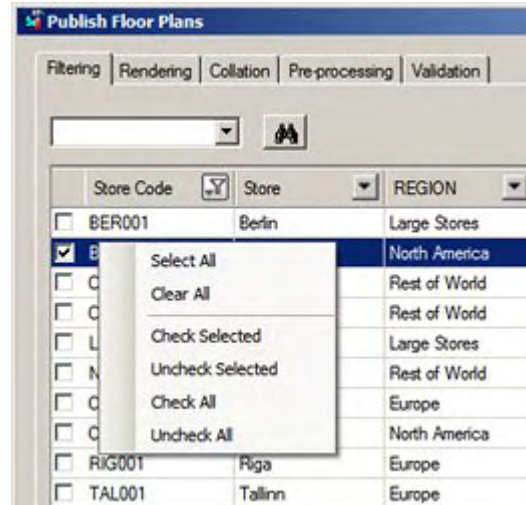 Publish Floor Plans
Filtering Rendering Collation Pre-processing Validation
Store Code Store REGION
BER001 Berlin Large Stores
B North America
C Rest of World
C Rest of World
L Large Stores
N Rest of World
C Europe
C North America
RIG001 Riga Europe
TAL001 Tallinn Europe
Select All
Clear All
Check Selected
Uncheck Selected
Check All
Uncheck All